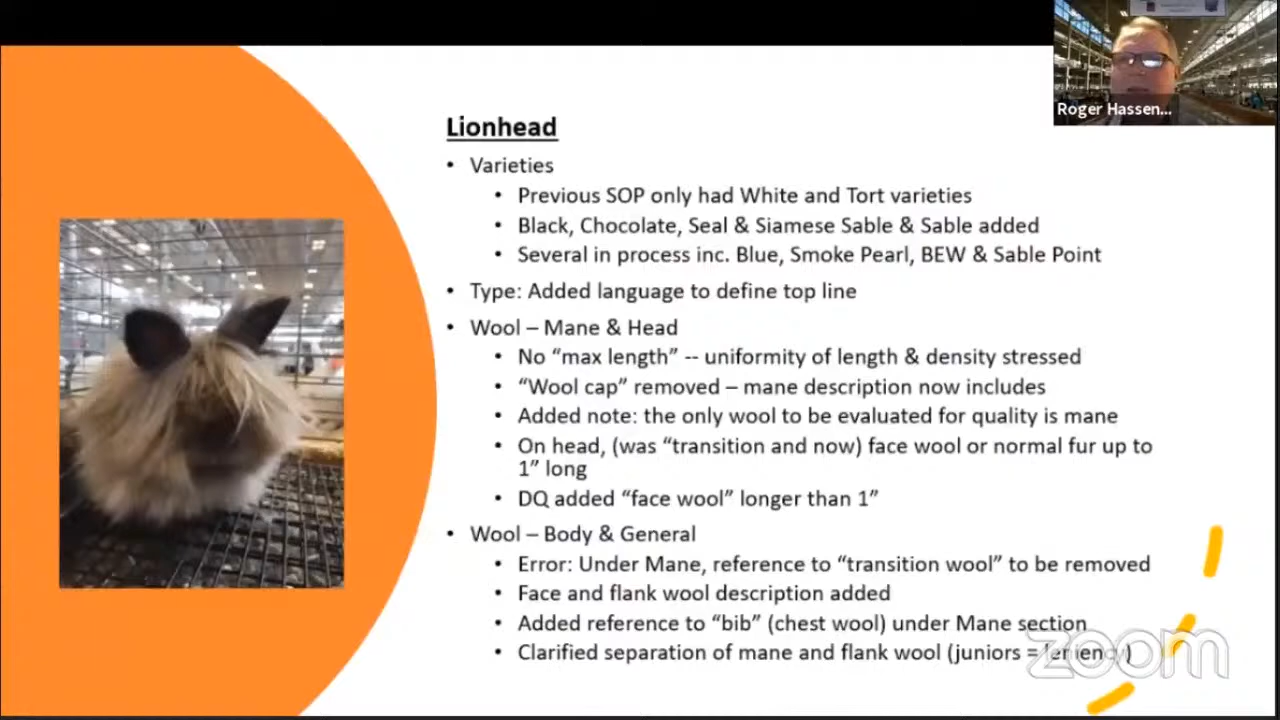 Roger Hassen...
Lionhead
• Varieties
• Previous SOP only had White and Tort varieties
• Black, Chocolate, Seal & Siamese Sable & Sable added
• Several in process inc. Blue, Smoke Pearl, BEW & Sable Point
• Type: Added language to define top line
• Wool – Mane & Head
• No “max length” -- uniformity of length & density stressed
• “Wool cap” removed – mane description now includes
• Added note: the only wool to be evaluated for quality is mane
• On head, (was “transition and now) face wool or normal fur up to
1” long
• DQ added “face wool” longer than 1”
• Wool – Body & General
• Error: Under Mane, reference to “transition wool” to be removed
• Face and flank wool description added
• Added reference to “bib” (chest wool) under Mane section
• Clarified separation of mane and flank wool (juniors = leniency)
zoom